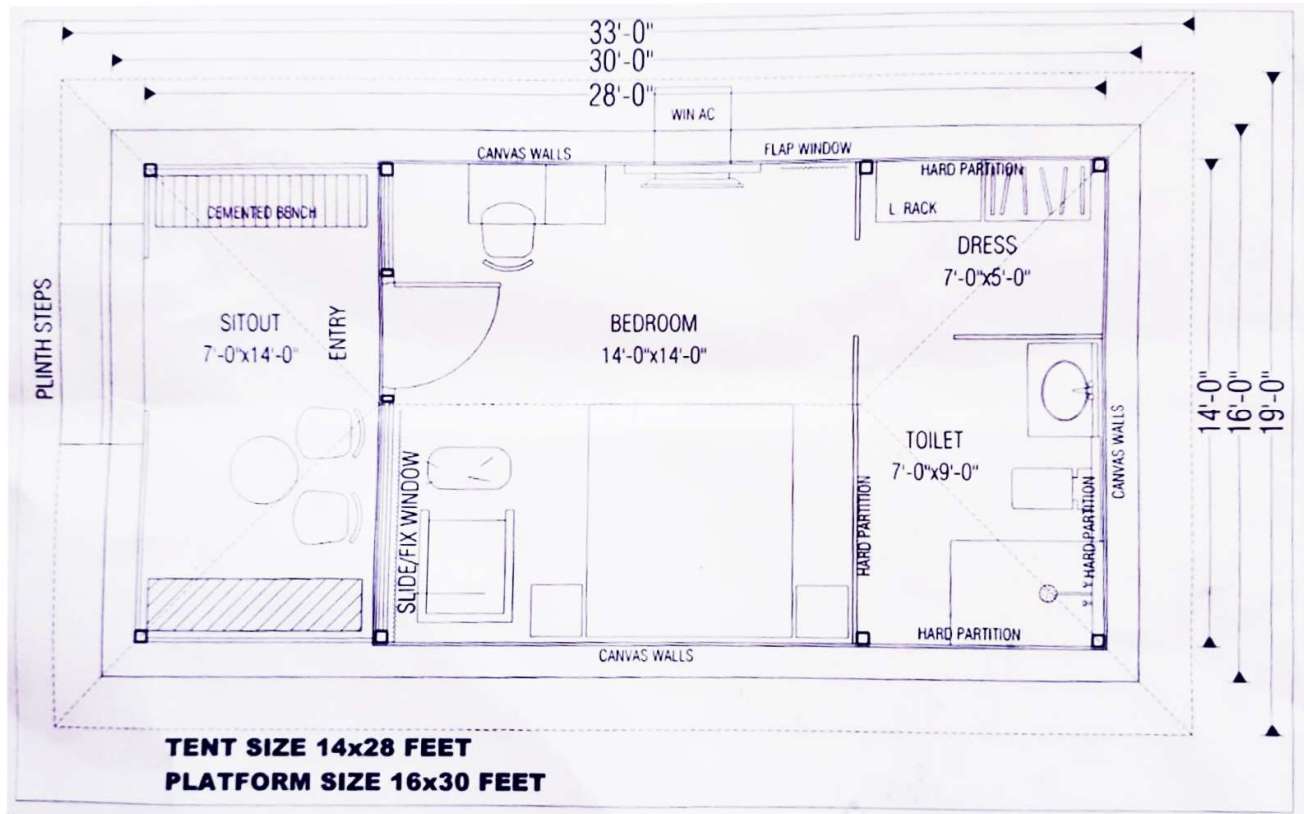 33'-0"
30'-0"
28'-0"
WIN AC
CANVAS WALLS
FLAP WINDOW
HARD PARTITION
CEMENTED BENCH
L. RACK
DRESS
7'-0"x5'-0"
PLINTH STEPS
SITOUT
7'-0"x14'-0"
ENTRY
BEDROOM
14'-0"x14'-0"
14'-0"
16'-0"
19'-0"
TOILET
7'-0"x9'-0"
CANVAS WALLS
SLIDE/FIX WINDOW
HARD PARTITION
HARD PARTITION
HARD PARTITION
CANVAS WALLS
TENT SIZE 14x28 FEET
PLATFORM SIZE 16x30 FEET